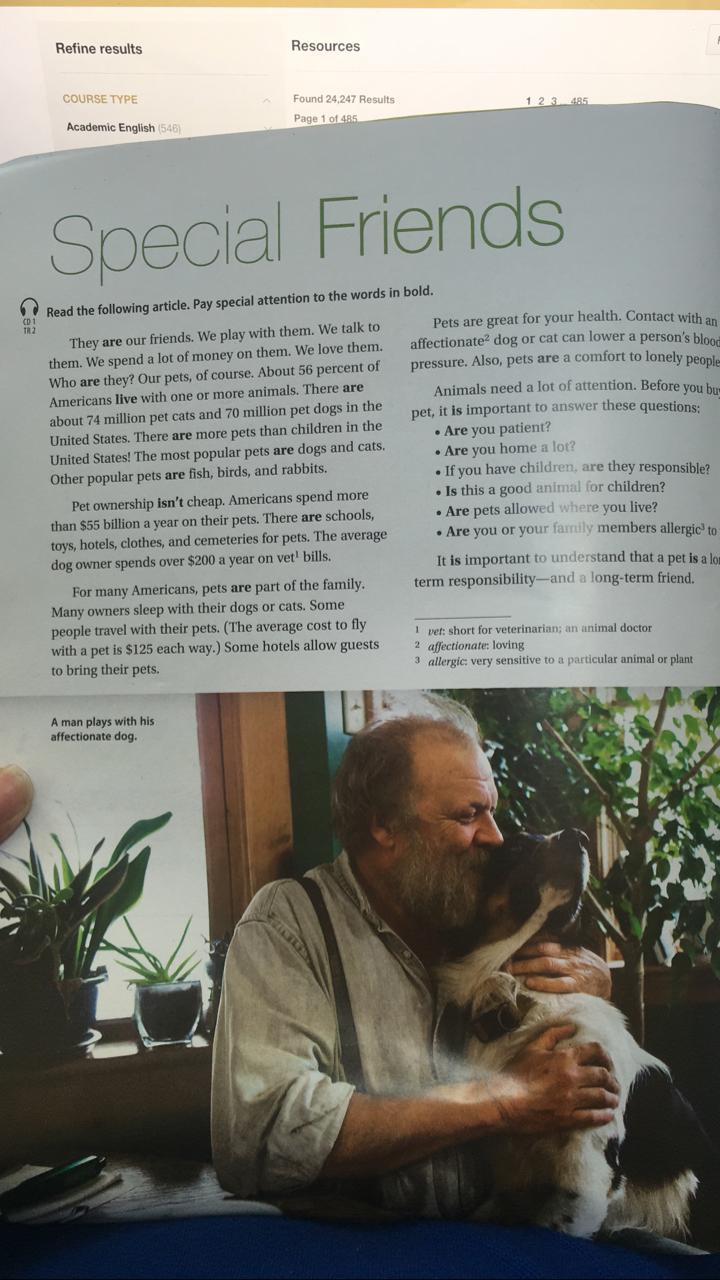 Refine results
Resources
COURSE TYPE
Found 24,247 Results
1 2 3 ... 485
Academic English (546)
Page 1 of 485
Special Friends
CD 1
TR 2
Read the following article. Pay special attention to the words in bold.
They are our friends. We play with them. We talk to
them. We spend a lot of money on them. We love them.
Who are they? Our pets, of course. About 56 percent of
Americans live with one or more animals. There are
about 74 million pet cats and 70 million pet dogs in the
United States. There are more pets than children in the
United States! The most popular pets are dogs and cats.
Other popular pets are fish, birds, and rabbits.
Pet ownership isn't cheap. Americans spend more
than $55 billion a year on their pets. There are schools,
toys, hotels, clothes, and cemeteries for pets. The average
dog owner spends over $200 a year on vet¹ bills.
For many Americans, pets are part of the family.
Many owners sleep with their dogs or cats. Some
people travel with their pets. (The average cost to fly
with a pet is $125 each way.) Some hotels allow guests
to bring their pets.
Pets are great for your health. Contact with an
affectionate² dog or cat can lower a person's blood
pressure. Also, pets are a comfort to lonely people
Animals need a lot of attention. Before you
pet, it is important to answer these questions:
• Are you patient?
• Are you home a lot?
• If you have children, are they responsible?
• Is this a good animal for children?
• Are pets allowed where you live?
• Are you or your family members allergic³ to
It is important to understand that a pet is a
term responsibility—and a long-term friend.
1 vet: short for veterinarian; an animal doctor
2 affectionate: loving
3 allergic: very sensitive to a particular animal or plant
A man plays with his
affectionate dog.